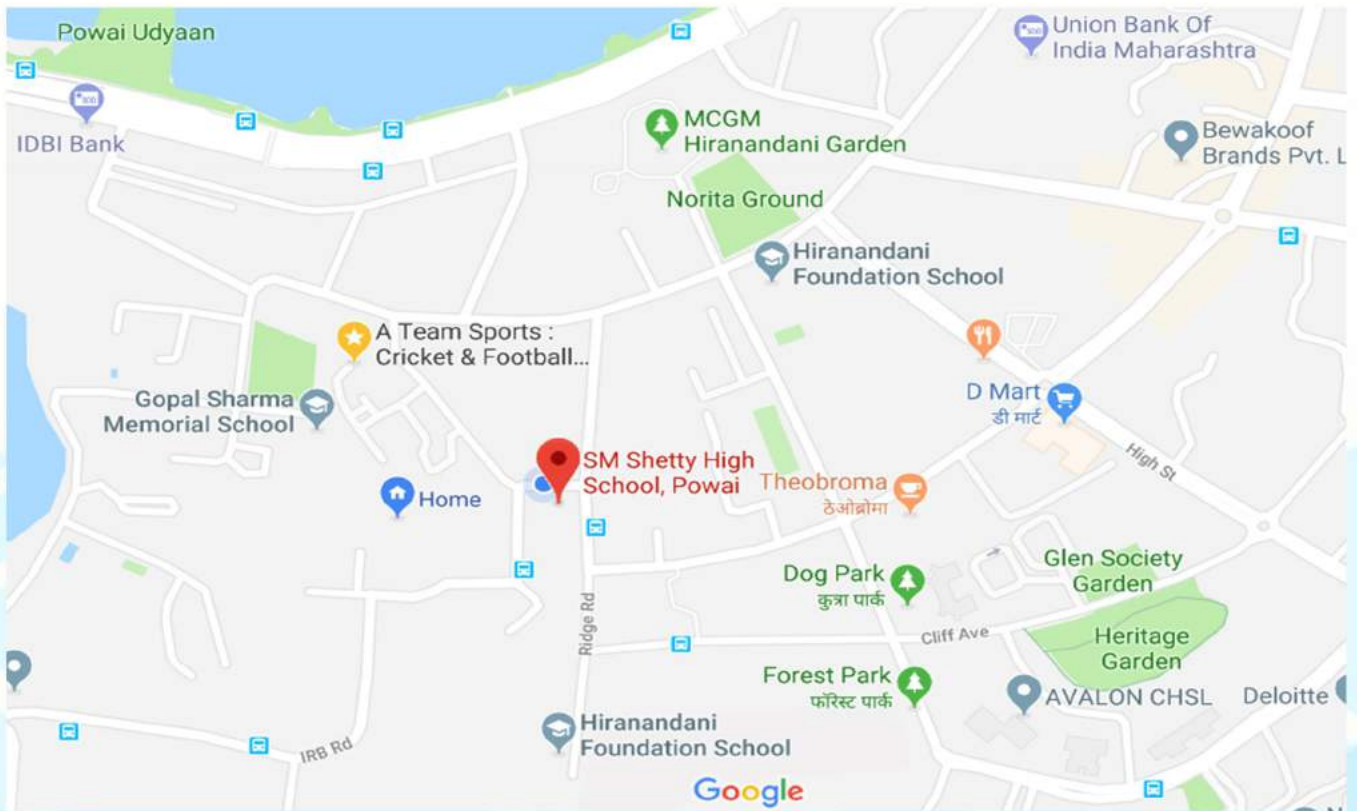 Powai Udyaan
Union Bank Of
India Maharashtra
IDBI Bank
MCGM
Hiranandani Garden
Bewakoof
Brands Pvt. L
Norita Ground
Hiranandani
Foundation School
A Team Sports :
Cricket & Football...
Gopal Sharma
Memorial School
D Mart
डी मार्ट
High St
SM Shetty High
School, Powai
Theobroma
ठेओब्रोमा
Home
Dog Park
कुत्रा पार्क
Glen Society
Garden
Ridge Rd
Cliff Ave
Heritage
Garden
Forest Park
फॉरेस्ट पार्क
AVALON CHSL
Deloitte
IRB Rd
Hiranandani
Foundation School
Google